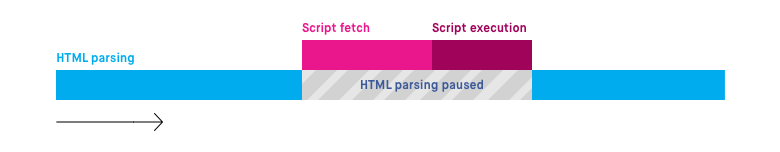 Script fetch
Script execution
HTML parsing
HTML parsing paused